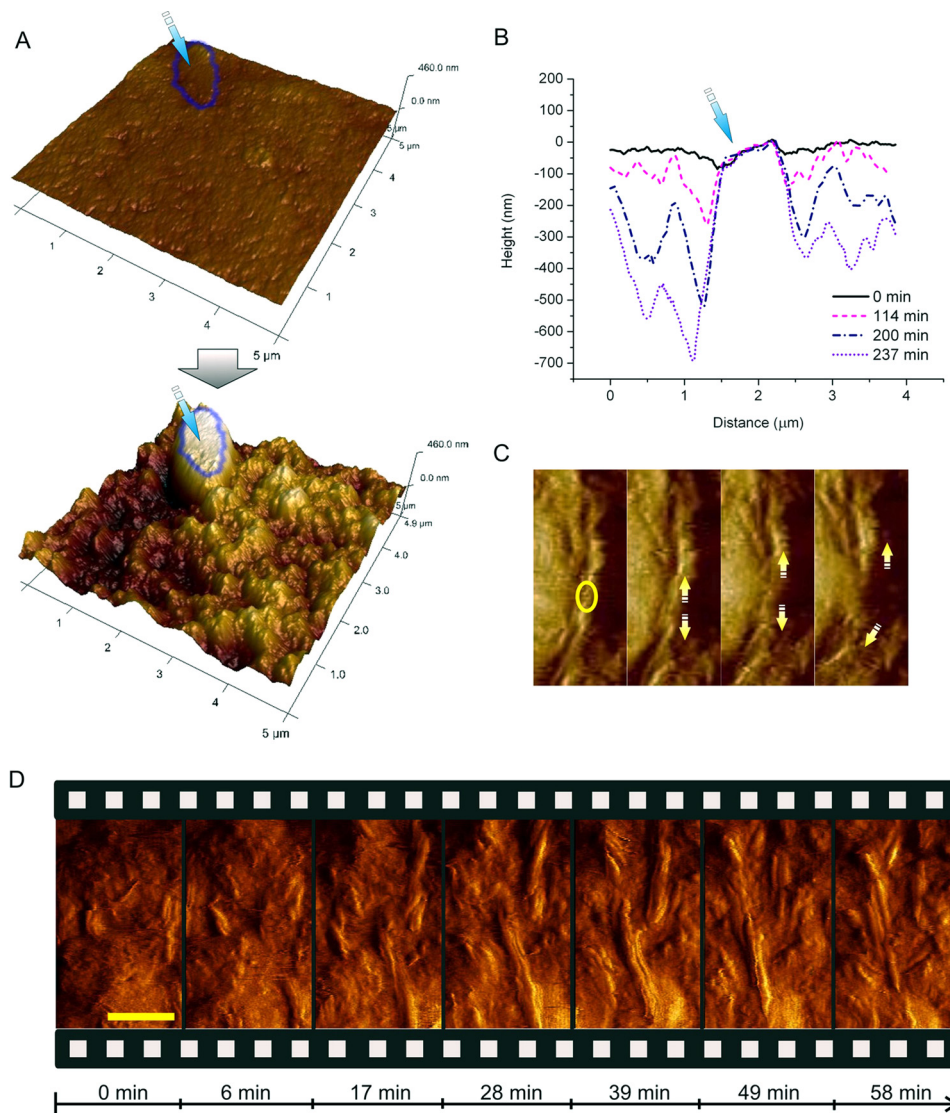 A
460.0 nm
0.0 nm
5 µm
5 µm
4
3
2
1
1
2
3
4
5 µm
460.0 nm
0.0 nm
5 µm
4.9 µm
4.0
3.0
2.0
1.0
1
2
3
4
5 µm
B
200
100
0
-100
-200
-300
-400
-500
-600
-700
Height (nm)
0 min
114 min
200 min
237 min
0 1 2 3 4
Distance (µm)
C
D
0 min 6 min 17 min 28 min 39 min 49 min 58 min